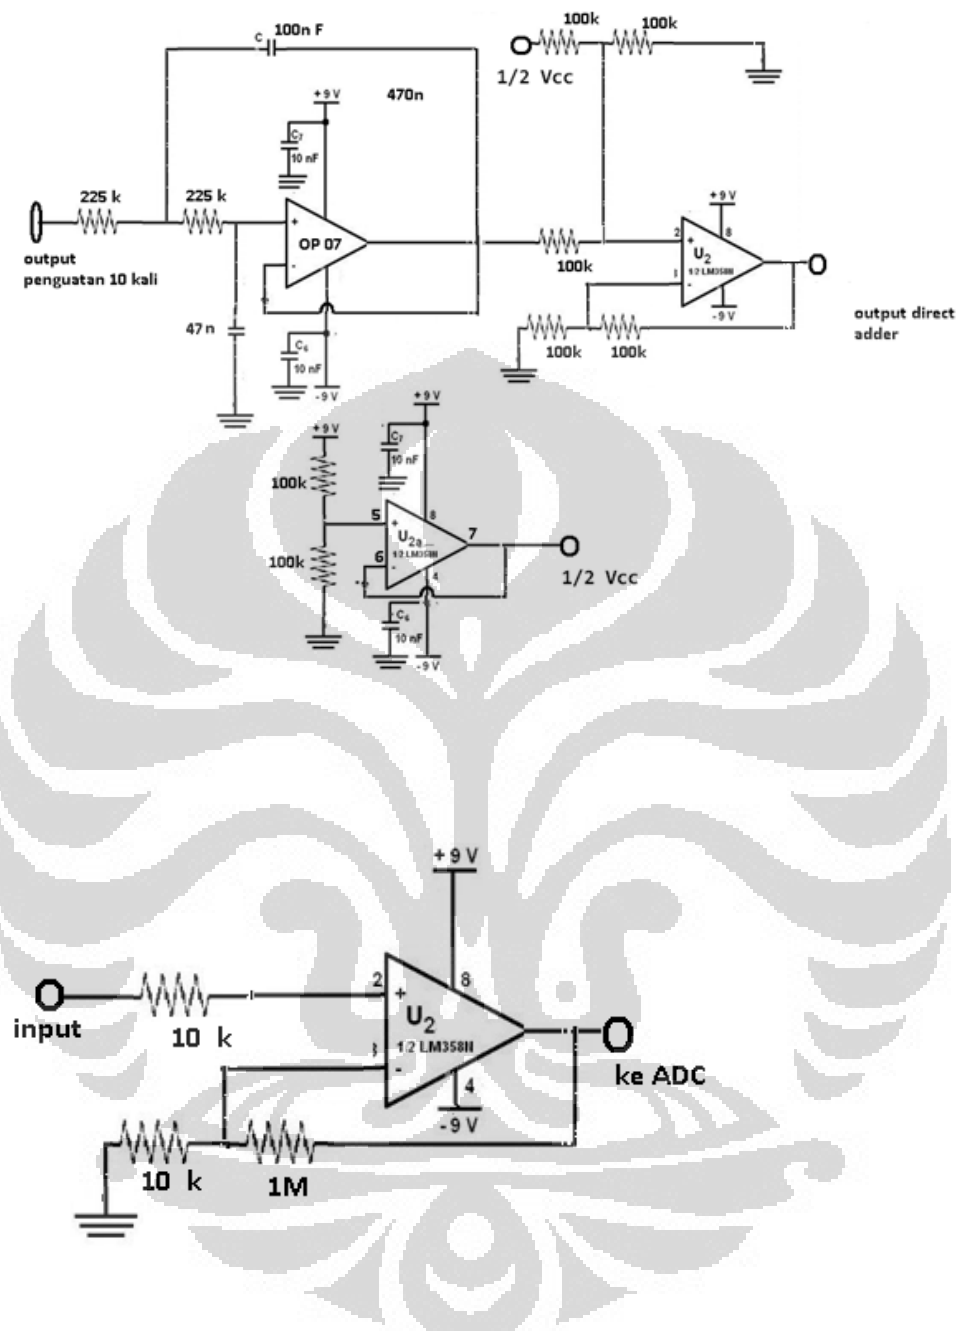 C 100n F
100k 100k
1/2 Vcc
+9 V
470n
C7
10 nF
225 k 225 k
+
OP 07
-
output
penguatan 10 kali
47 n
C6
10 nF
-9 V
100k
+9 V
8
2 +
U2
1/2 LM358N
-
-9 V
100k 100k
output direct
adder
+9 V
+9 V
C7
10 nF
100k
5 + 8
U2a
1/2 LM358N
7
6 -
4
100k
1/2 Vcc
C6
10 nF
-9 V
+ 9 V
8
2 +
U2
1/2 LM358N
-
4
- 9 V
input
10 k
ke ADC
10 k 1M